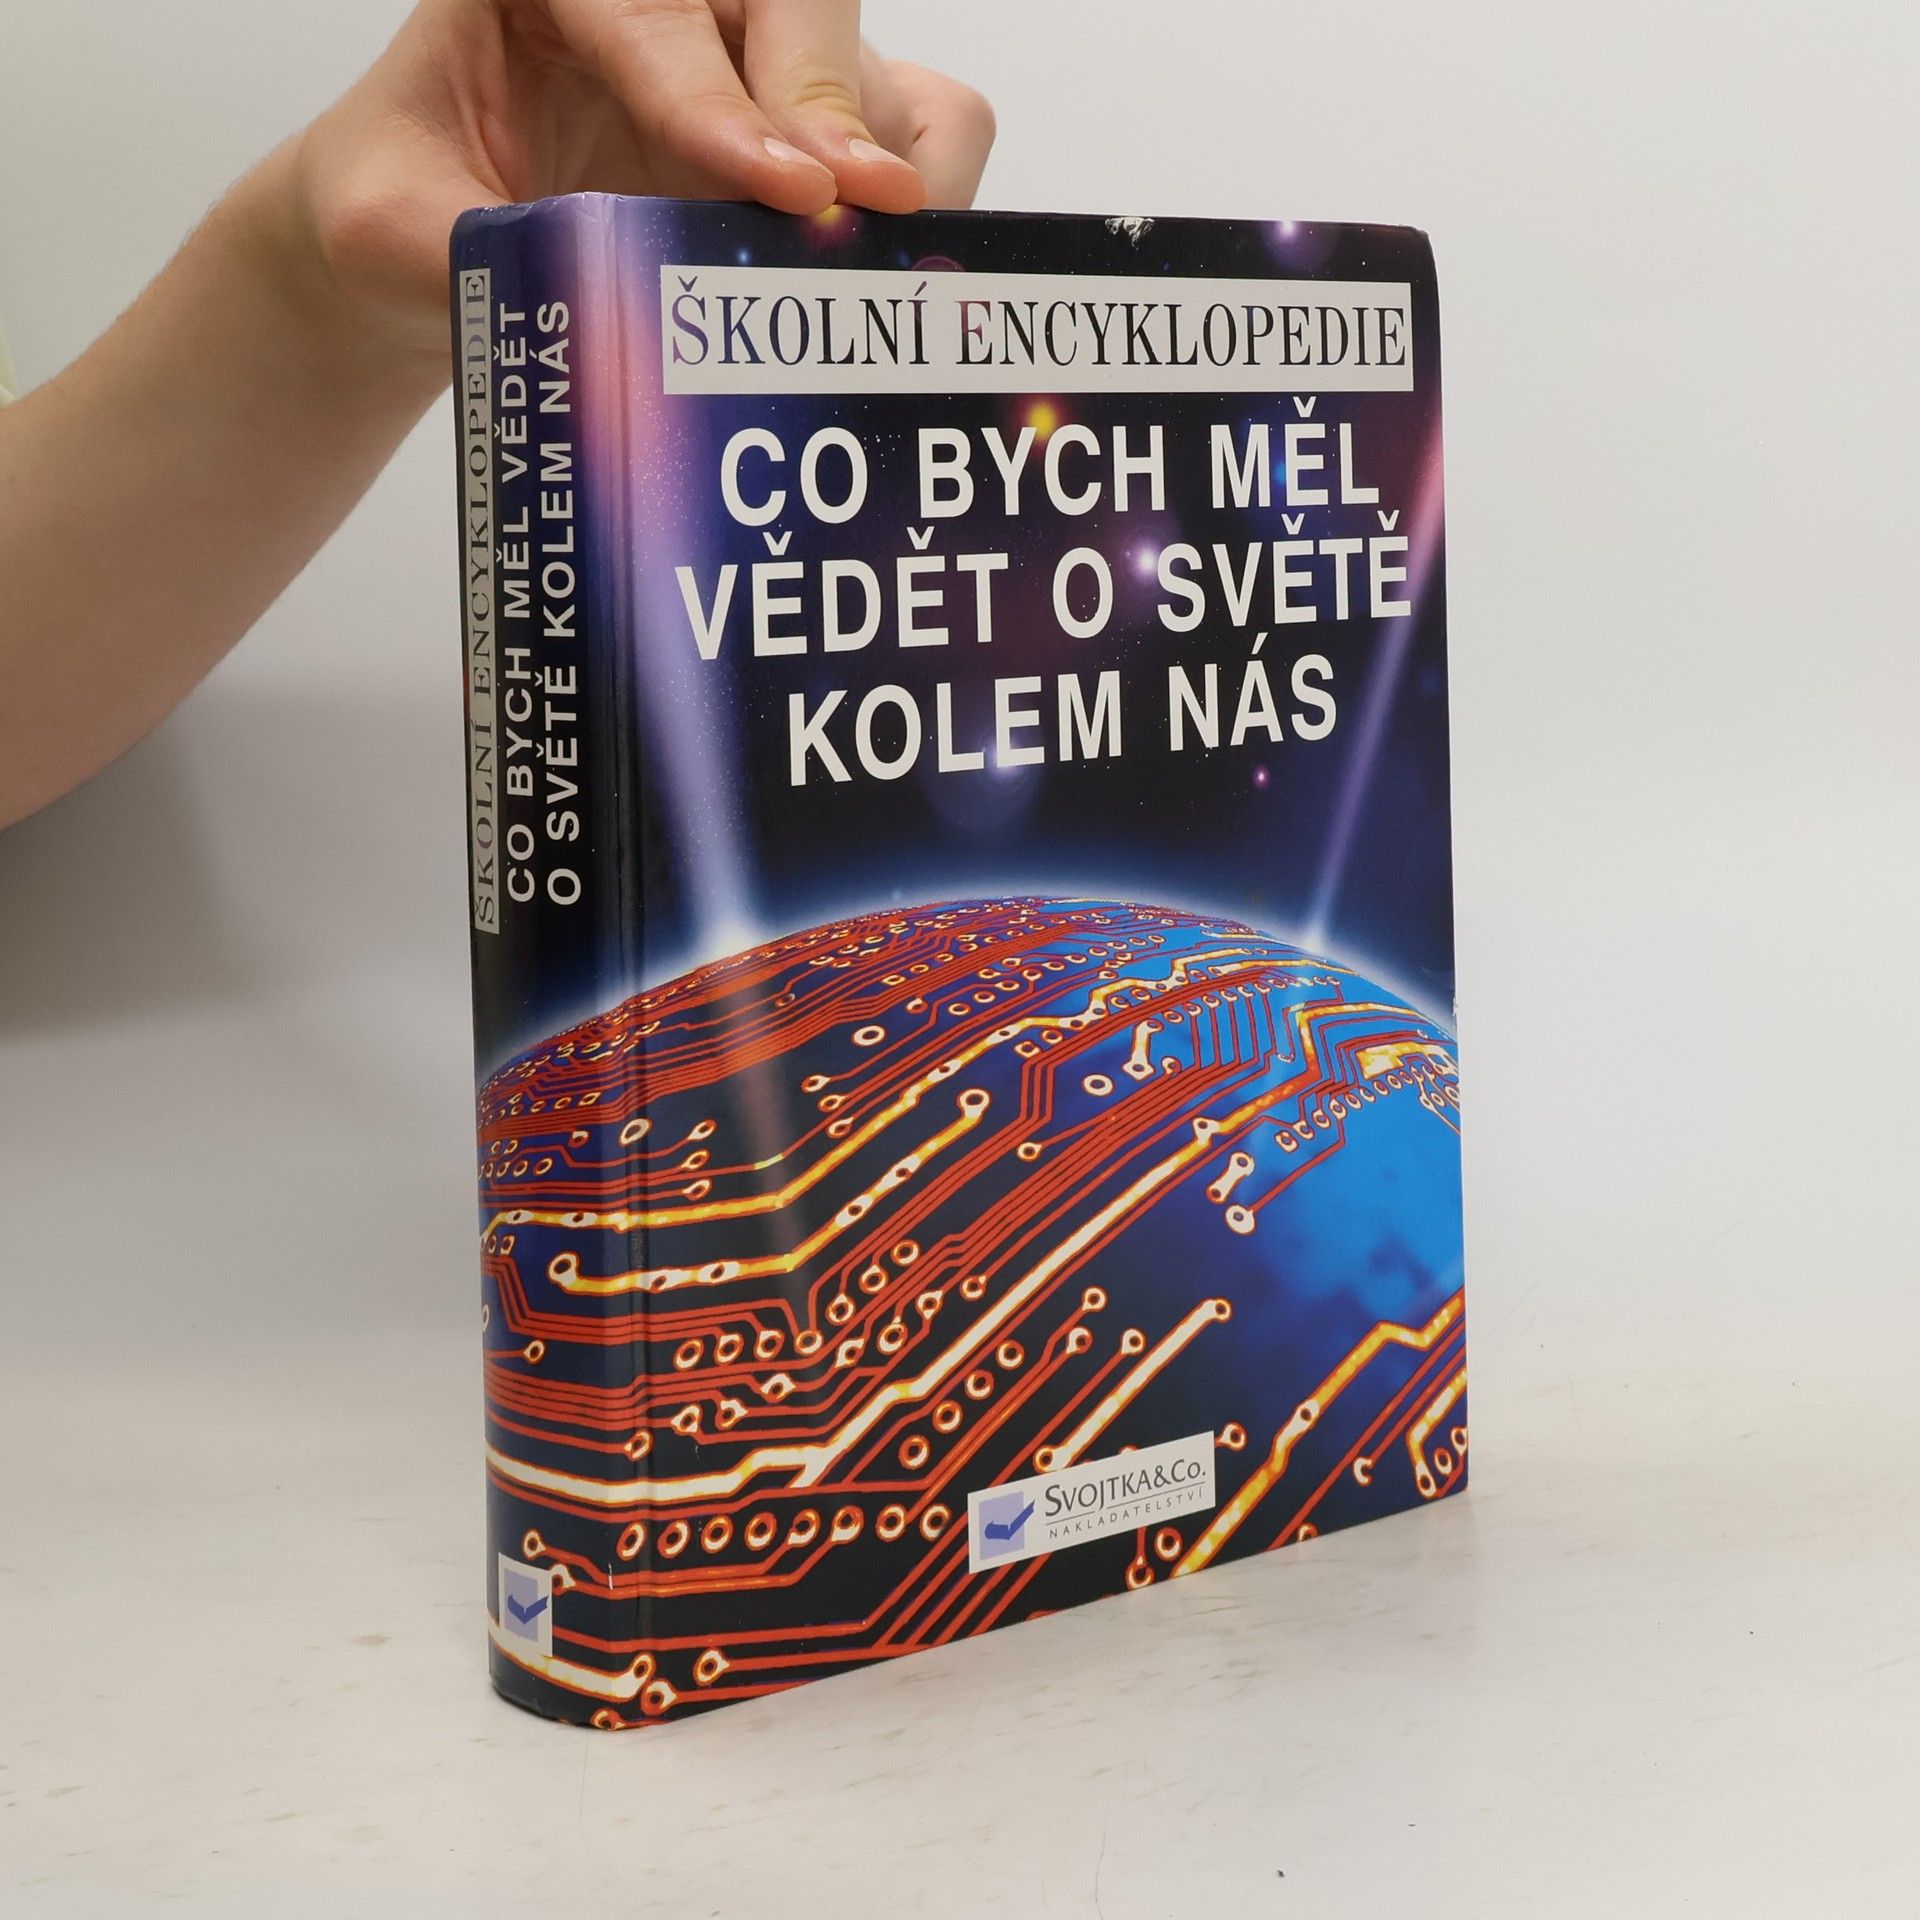 ŠKOLNÍ ENCYKLOPEDIE
CO BYCH MĚL VĚDĚT
O SVĚTĚ KOLEM NÁS
ŠKOLNÍ ENCYKLOPEDIE
CO BYCH MĚL
VĚDĚT O SVĚTĚ
KOLEM NÁS
SVOJTKA&CO.
NAKLADATELSTVÍ